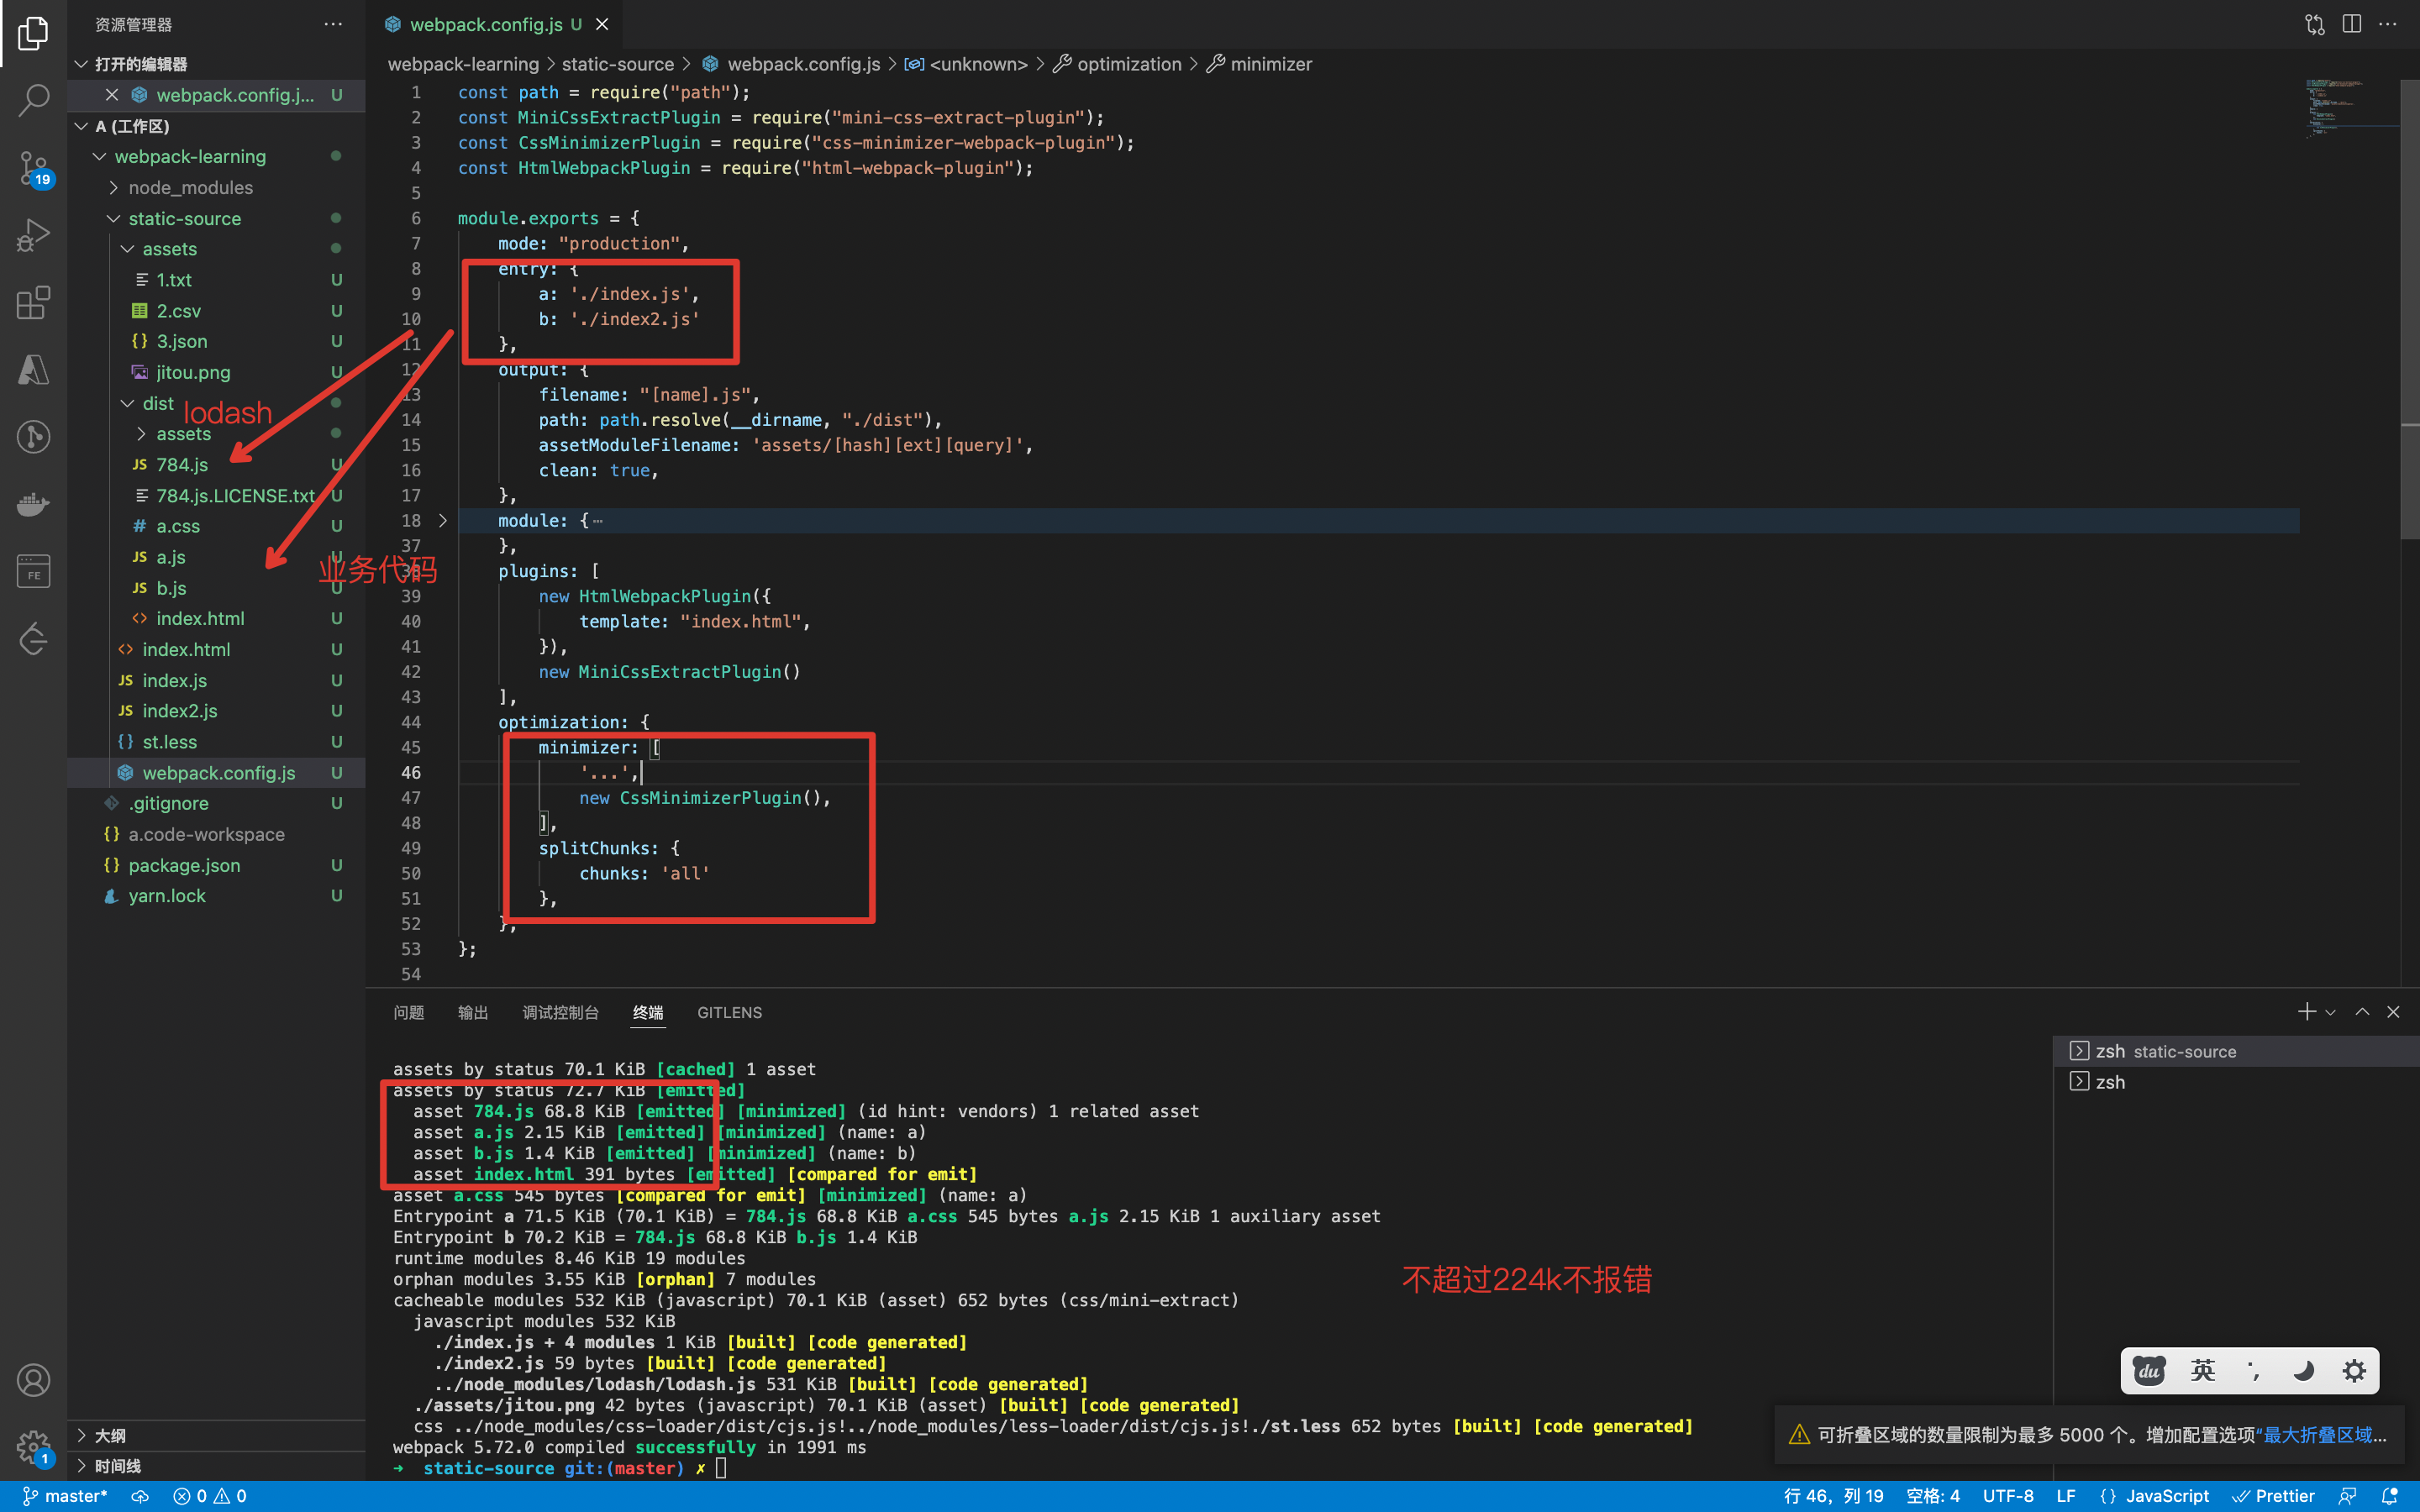 资源管理器
打开的编辑器
webpack.config.j... U
A (工作区)
webpack-learning
node_modules
static-source
assets
1.txt U
2.csv U
3.json U
jitou.png U
dist
lodash
assets
784.js U
784.js.LICENSE.txt U
a.css U
a.js U
业务代码
b.js U
index.html U
index.html U
index.js U
index2.js U
st.less U
webpack.config.js U
.gitignore U
a.code-workspace
package.json U
yarn.lock U
大纲
时间线
19
FE
1
webpack.config.js U
webpack-learning > static-source > webpack.config.js > <unknown> > optimization > minimizer
1 const path = require("path");
2 const MiniCssExtractPlugin = require("mini-css-extract-plugin");
3 const CssMinimizerPlugin = require("css-minimizer-webpack-plugin");
4 const HtmlWebpackPlugin = require("html-webpack-plugin");
5
6 module.exports = {
7 mode: "production",
8 entry: {
9 a: './index.js',
10 b: './index2.js'
11 },
12 output: {
13 filename: "[name].js",
14 path: path.resolve(__dirname, "./dist"),
15 assetModuleFilename: 'assets/[hash][ext][query]',
16 clean: true,
17 },
18 module: {⋯
37 },
38 plugins: [
39 new HtmlWebpackPlugin({
40 template: "index.html",
41 }),
42 new MiniCssExtractPlugin()
43 ],
44 optimization: {
45 minimizer: [
46 '...',
47 new CssMinimizerPlugin(),
48 ],
49 splitChunks: {
50 chunks: 'all'
51 },
52 },
53 };
54
问题 输出 调试控制台 终端 GITLENS
assets by status 70.1 KiB [cached] 1 asset
assets by status 72.7 KiB [emitted]
asset 784.js 68.8 KiB [emitted] [minimized] (id hint: vendors) 1 related asset
asset a.js 2.15 KiB [emitted] [minimized] (name: a)
asset b.js 1.4 KiB [emitted] [minimized] (name: b)
asset index.html 391 bytes [emitted] [compared for emit]
asset a.css 545 bytes [compared for emit] [minimized] (name: a)
Entrypoint a 71.5 KiB (70.1 KiB) = 784.js 68.8 KiB a.css 545 bytes a.js 2.15 KiB 1 auxiliary asset
Entrypoint b 70.2 KiB = 784.js 68.8 KiB b.js 1.4 KiB
runtime modules 8.46 KiB 19 modules
orphan modules 3.55 KiB [orphan] 7 modules
不超过224k不报错
cacheable modules 532 KiB (javascript) 70.1 KiB (asset) 652 bytes (css/mini-extract)
javascript modules 532 KiB
./index.js + 4 modules 1 KiB [built] [code generated]
./index2.js 59 bytes [built] [code generated]
../node_modules/lodash/lodash.js 531 KiB [built] [code generated]
./assets/jitou.png 42 bytes (javascript) 70.1 KiB (asset) [built] [code generated]
css ../node_modules/css-loader/dist/cjs.js!../node_modules/less-loader/dist/cjs.js!./st.less 652 bytes [built] [code generated]
webpack 5.72.0 compiled successfully in 1991 ms
→ static-source git:(master) ✗
zsh static-source
zsh
du 英
可折叠区域的数量限制为最多 5000 个。增加配置选项“最大折叠区域...
master* 0 0 行 46，列 19 空格: 4 UTF-8 LF {} JavaScript Prettier